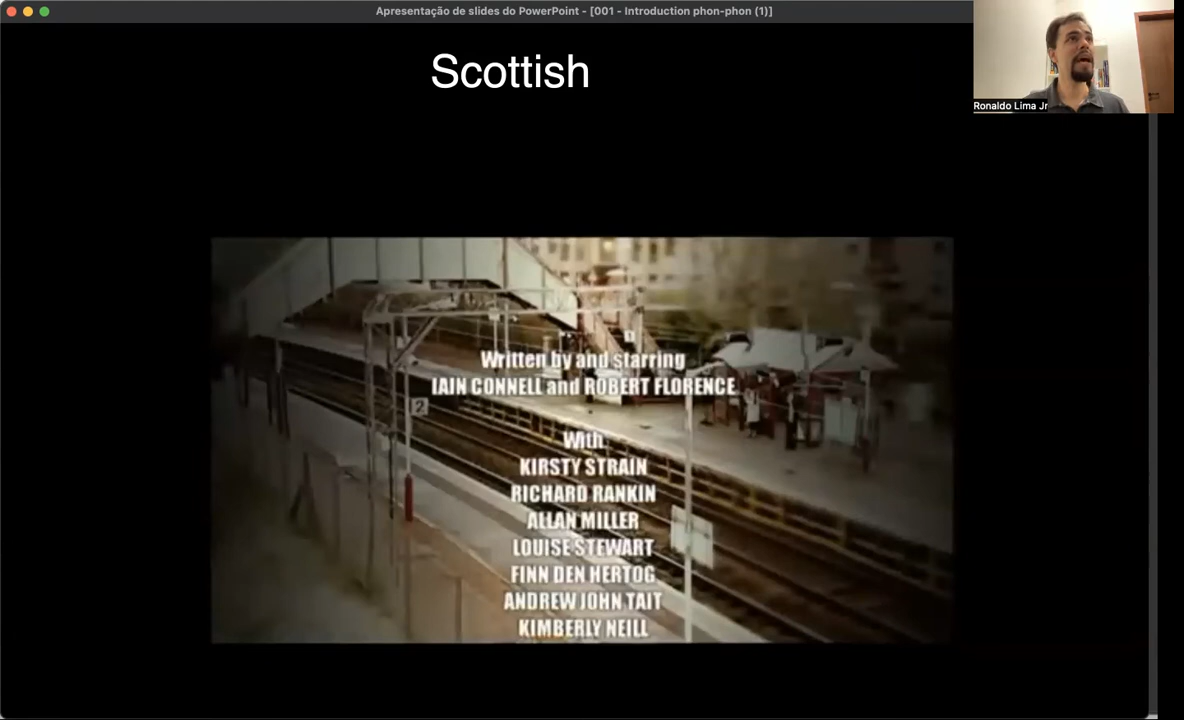 Apresentação de slides do PowerPoint - [001 - Introduction phon-phon (1)]
Scottish
Ronaldo Lima Jr
Written by and starring
IAIN CONNELL and ROBERT FLORENCE
2
With
KIRSTY STRAIN
RICHARD RANKIN
ALLAN MILLER
LOUISE STEWART
FINN DEN HERTOG
ANDREW JOHN TAIT
KIMBERLY NEILL